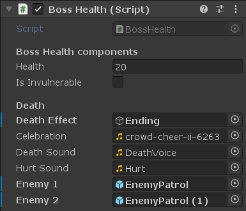 Boss Health (Script)
Script BossHealth
Boss Health components
Health 20
Is Invulnerable
Death
Death Effect Ending
Celebration crowd-cheer-ii-6263
Death Sound DeathVoice
Hurt Sound Hurt
Enemy 1 EnemyPatrol
Enemy 2 EnemyPatrol (1)